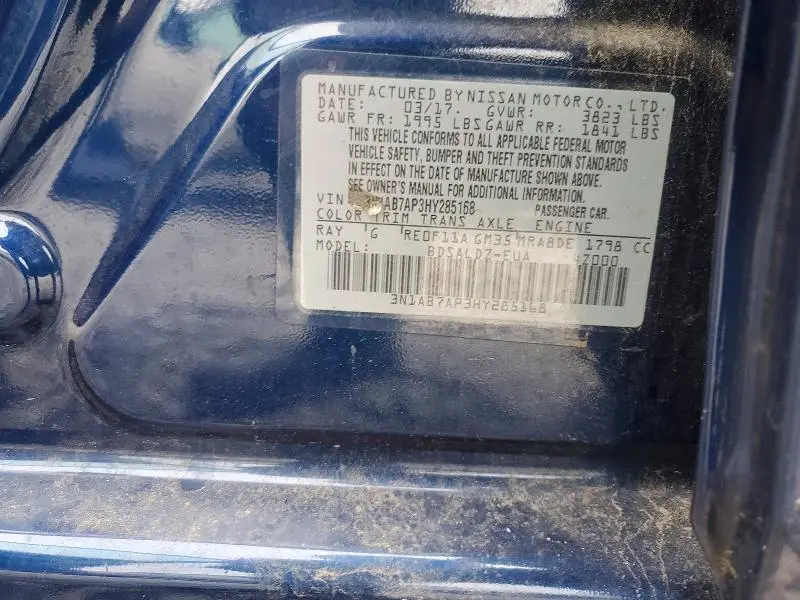 MANUFACTURED BY NISSAN MOTOR CO., LTD.
DATE: 03/17. GVWR: 3823 LBS
GAWR FR: 1995 LBS GAWR RR: 1841 LBS
THIS VEHICLE CONFORMS TO ALL APPLICABLE FEDERAL MOTOR
VEHICLE SAFETY, BUMPER AND THEFT PREVENTION STANDARDS
IN EFFECT ON THE DATE OF MANUFACTURE SHOWN ABOVE.
SEE OWNER'S MANUAL FOR ADDITIONAL INFORMATION.
VIN 3N1AB7AP3HY285168 PASSENGER CAR.
COLOR TRIM TRANS AXLE ENGINE
RAY G RE0F11A GM35 MRA8DE 1798 CC
MODEL: BDSALDZ-EUA 4Z000
3N1AB7AP3HY285168